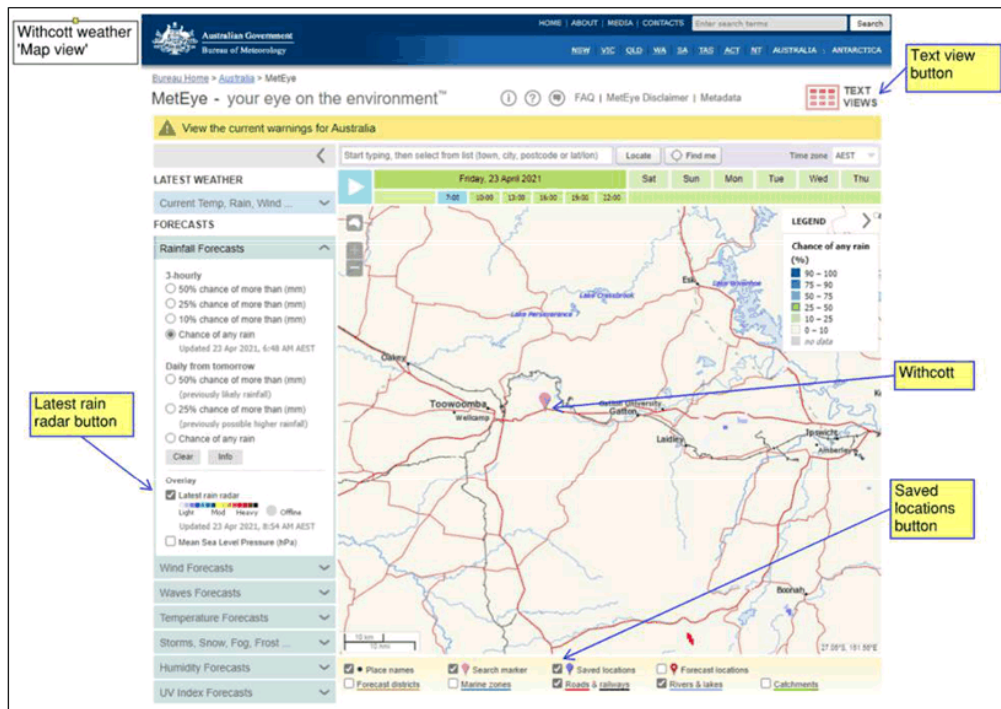 Withcott weather
'Map view'
Australian Government
Bureau of Meteorology
HOME | ABOUT | MEDIA | CONTACTS
Enter search terms
Search
NSW VIC QLD WA SA TAS ACT NT AUSTRALIA ANTARCTICA
Text view
button
Bureau Home > Australia > MetEye
MetEye - your eye on the environment™
FAQ | MetEye Disclaimer | Metadata
TEXT
VIEWS
View the current warnings for Australia
Start typing, then select from list (town, city, postcode or lat/lon)
Locate
Find me
Time zone AEST
LATEST WEATHER
Current Temp, Rain, Wind ...
FORECASTS
Friday, 23 April 2021
Sat Sun Mon Tue Wed Thu
7:00 10:00 13:00 16:00 19:00 22:00
Rainfall Forecasts
3-hourly
50% chance of more than (mm)
25% chance of more than (mm)
10% chance of more than (mm)
Chance of any rain
Updated 23 Apr 2021, 6:48 AM AEST
Daily from tomorrow
50% chance of more than (mm)
(previously likely rainfall)
25% chance of more than (mm)
(previously possible higher rainfall)
Chance of any rain
Clear Info
Overlay
Latest rain radar
Light Mod Heavy Offline
Updated 23 Apr 2021, 8:54 AM AEST
Mean Sea Level Pressure (hPa)
Wind Forecasts
Waves Forecasts
Temperature Forecasts
Storms, Snow, Fog, Frost ...
Humidity Forecasts
UV Index Forecasts
Latest rain
radar button
LEGEND
Chance of any rain
(%)
90 – 100
75 – 90
50 – 75
25 – 50
10 – 25
0 – 10
no data
Esk
Lake Wivenhoe
Lake Cressbrook
Lake Perseverance
Oakey
Toowoomba
Wellcamp
Gatton University
Gatton
Laidley
Ipswich
Amberley
Boonah
Withcott
Saved
locations
button
10 km
10 mi
Place names
Search marker
Saved locations
Forecast locations
Forecast districts
Marine zones
Roads & railways
Rivers & lakes
Catchments